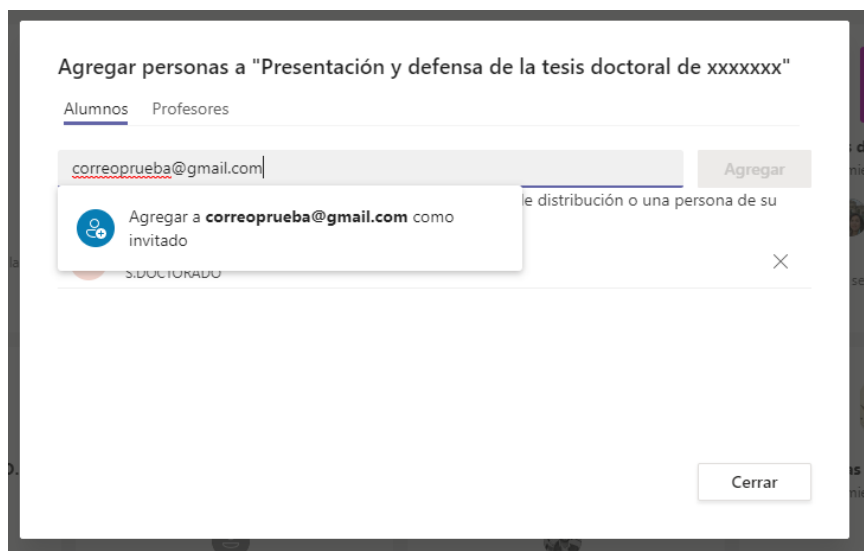 Agregar personas a "Presentación y defensa de la tesis doctoral de xxxxxxx"
Alumnos Profesores
correoprueba@gmail.com Agregar
de distribución o una persona de su
Agregar a correoprueba@gmail.com como
invitado
S.DOCTORADO
Cerrar